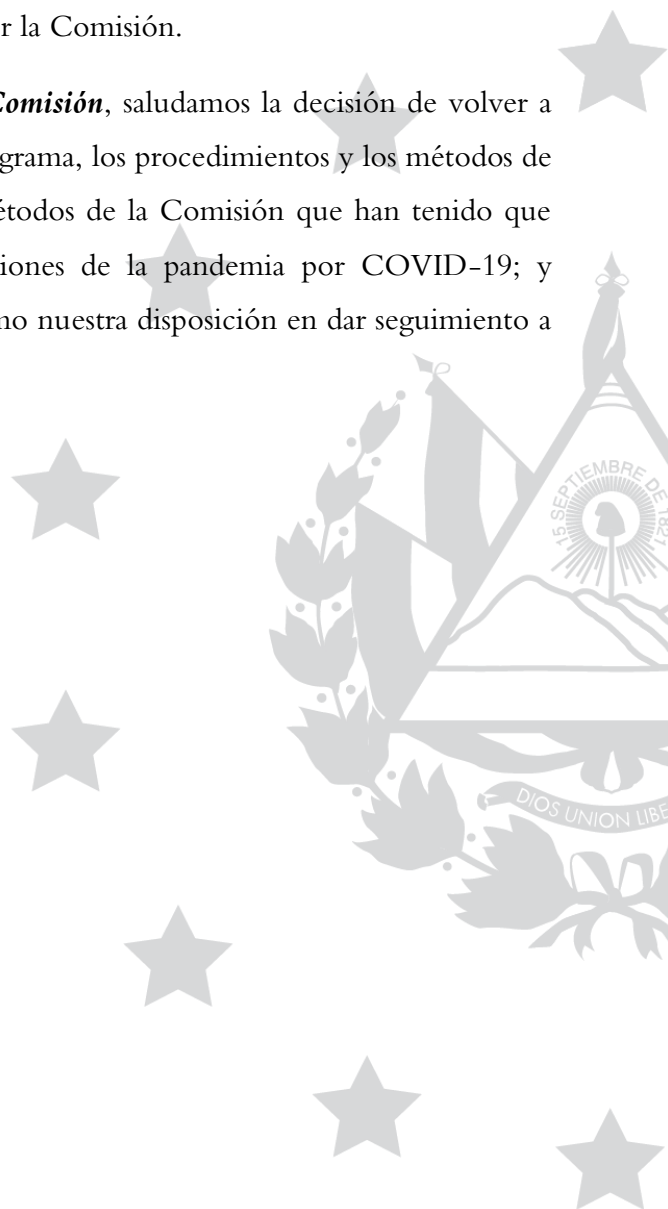 r la Comisión.
Comisión, saludamos la decisión de volver a
grama, los procedimientos y los métodos de
étodos de la Comisión que han tenido que
iones de la pandemia por COVID-19; y
no nuestra disposición en dar seguimiento a
15 SEPTIEMBRE DE 1821
DIOS UNION LIBE